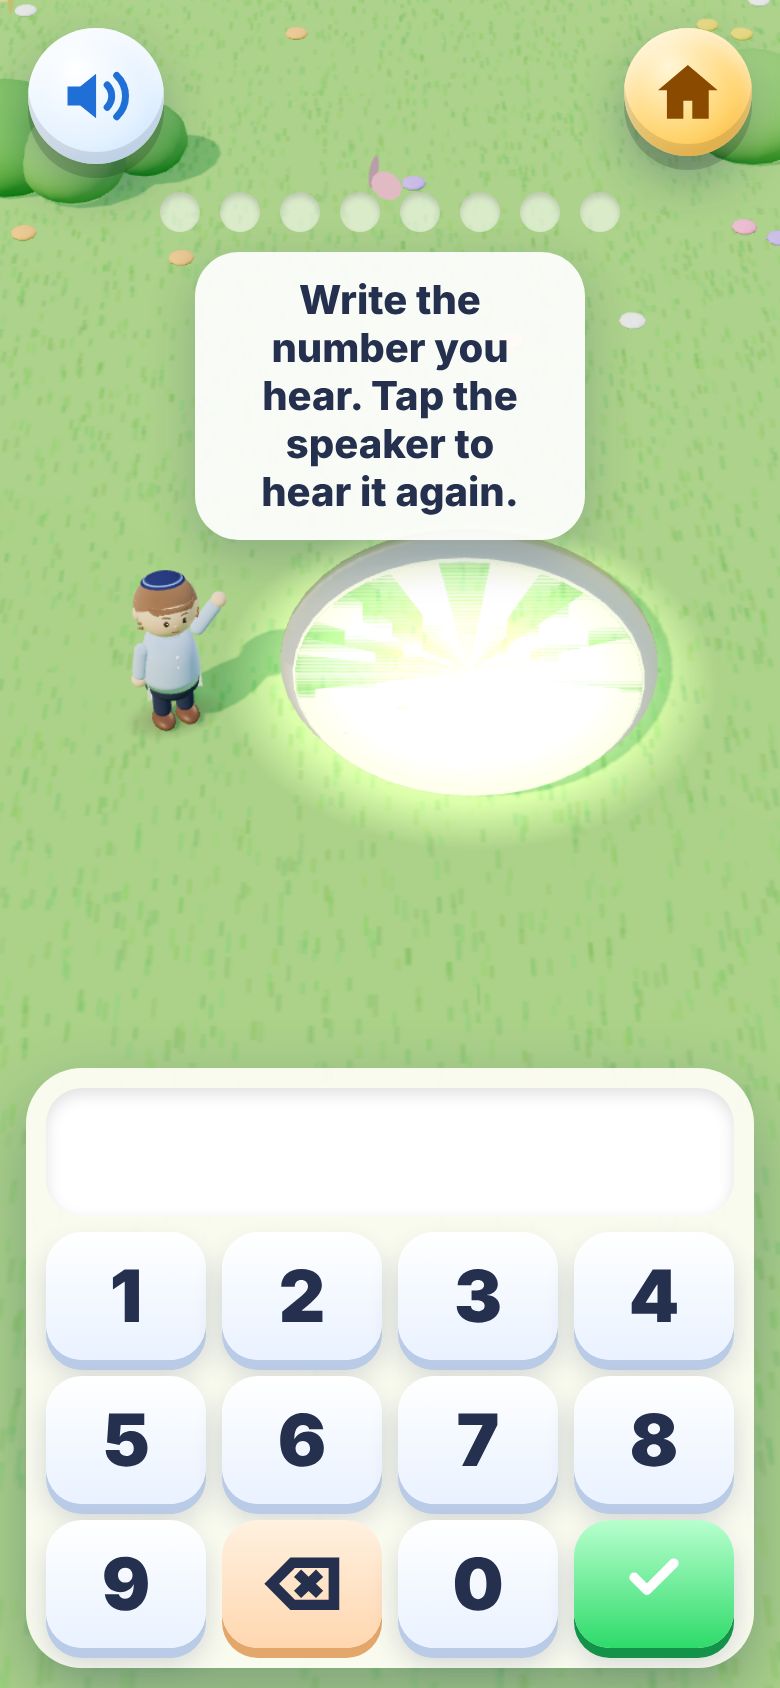 Write the
number you
hear. Tap the
speaker to
hear it again.
1 2 3 4
5 6 7 8
9 0